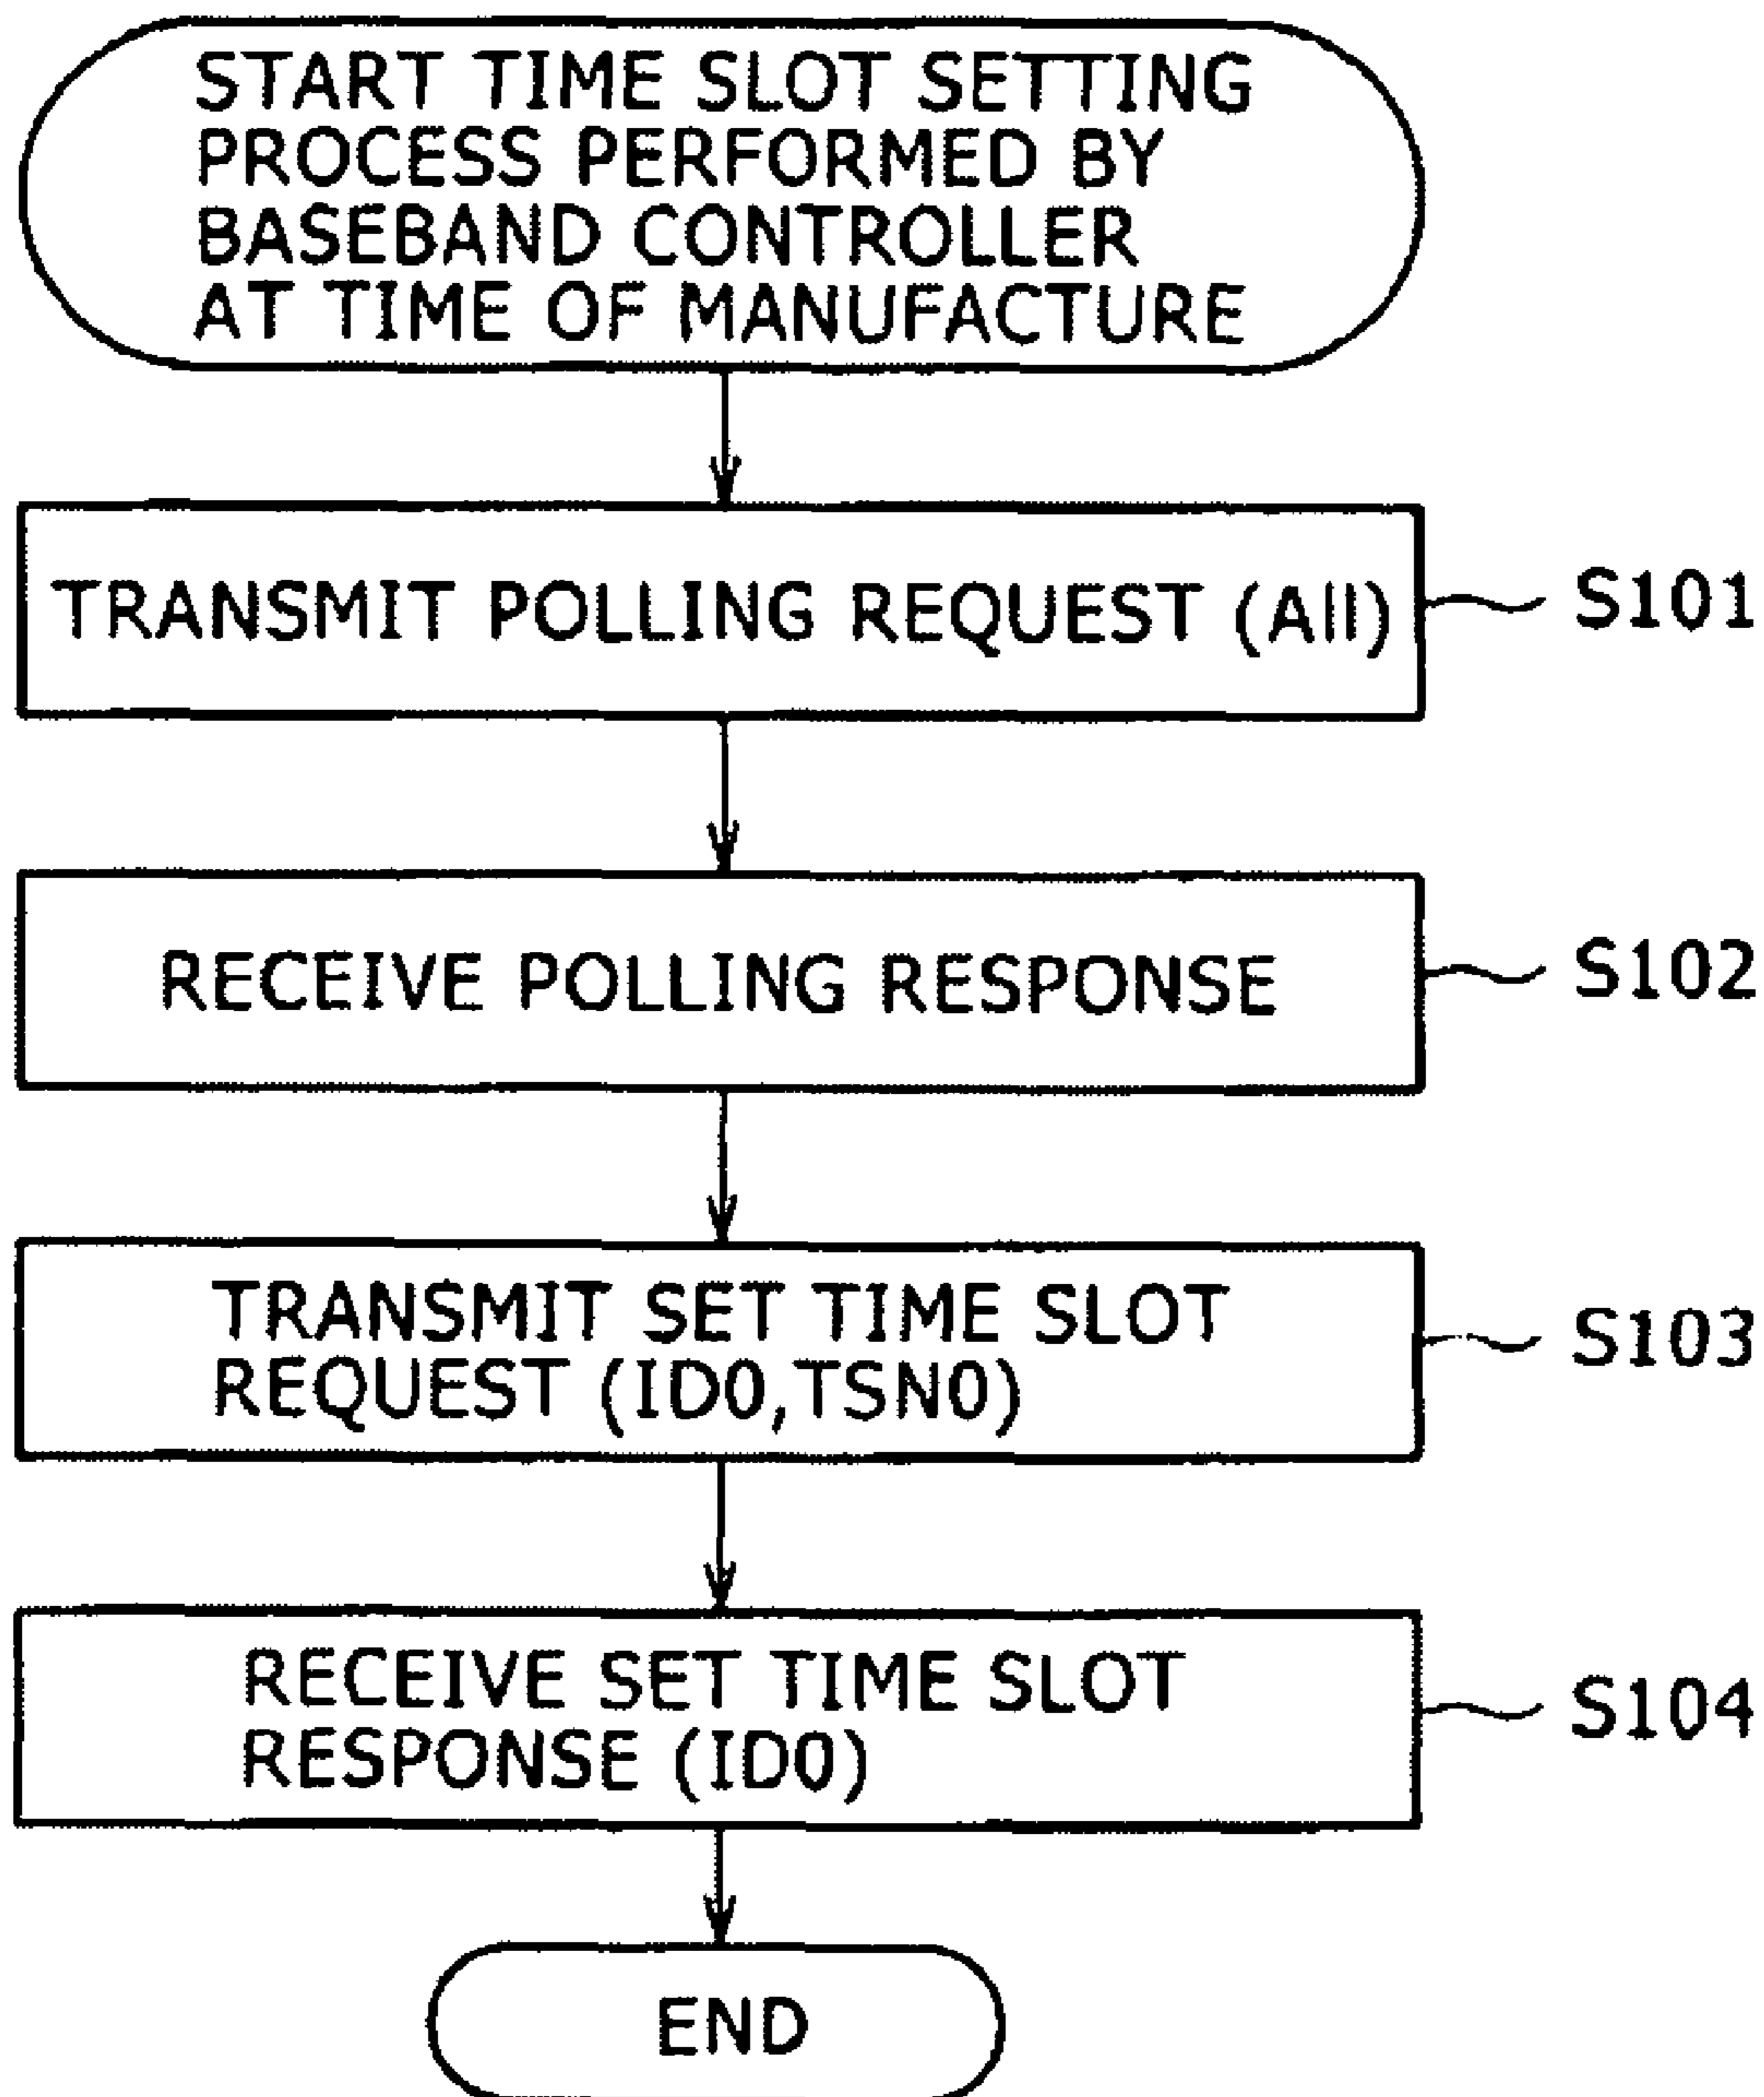 START TIME SLOT SETTING
PROCESS PERFORMED BY
BASEBAND CONTROLLER
AT TIME OF MANUFACTURE
TRANSMIT POLLING REQUEST (All)
S101
RECEIVE POLLING RESPONSE
S102
TRANSMIT SET TIME SLOT
REQUEST (ID0,TSN0)
S103
RECEIVE SET TIME SLOT
RESPONSE (ID0)
S104
END